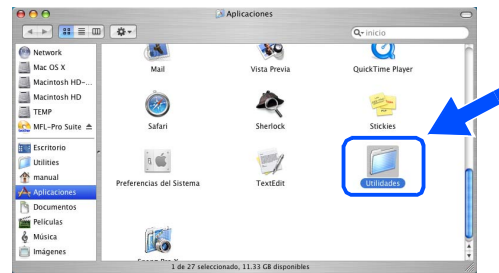 Aplicaciones
inicio
Network
Mac OS X
Macintosh HD-...
Macintosh HD
TEMP
MFL-Pro Suite
Escritorio
Utilities
manual
Aplicaciones
Documentos
Películas
Música
Imágenes
Mail
Vista Previa
QuickTime Player
Safari
Sherlock
Stickies
Preferencias del Sistema
TextEdit
Utilidades
1 de 27 seleccionado, 11.33 GB disponibles